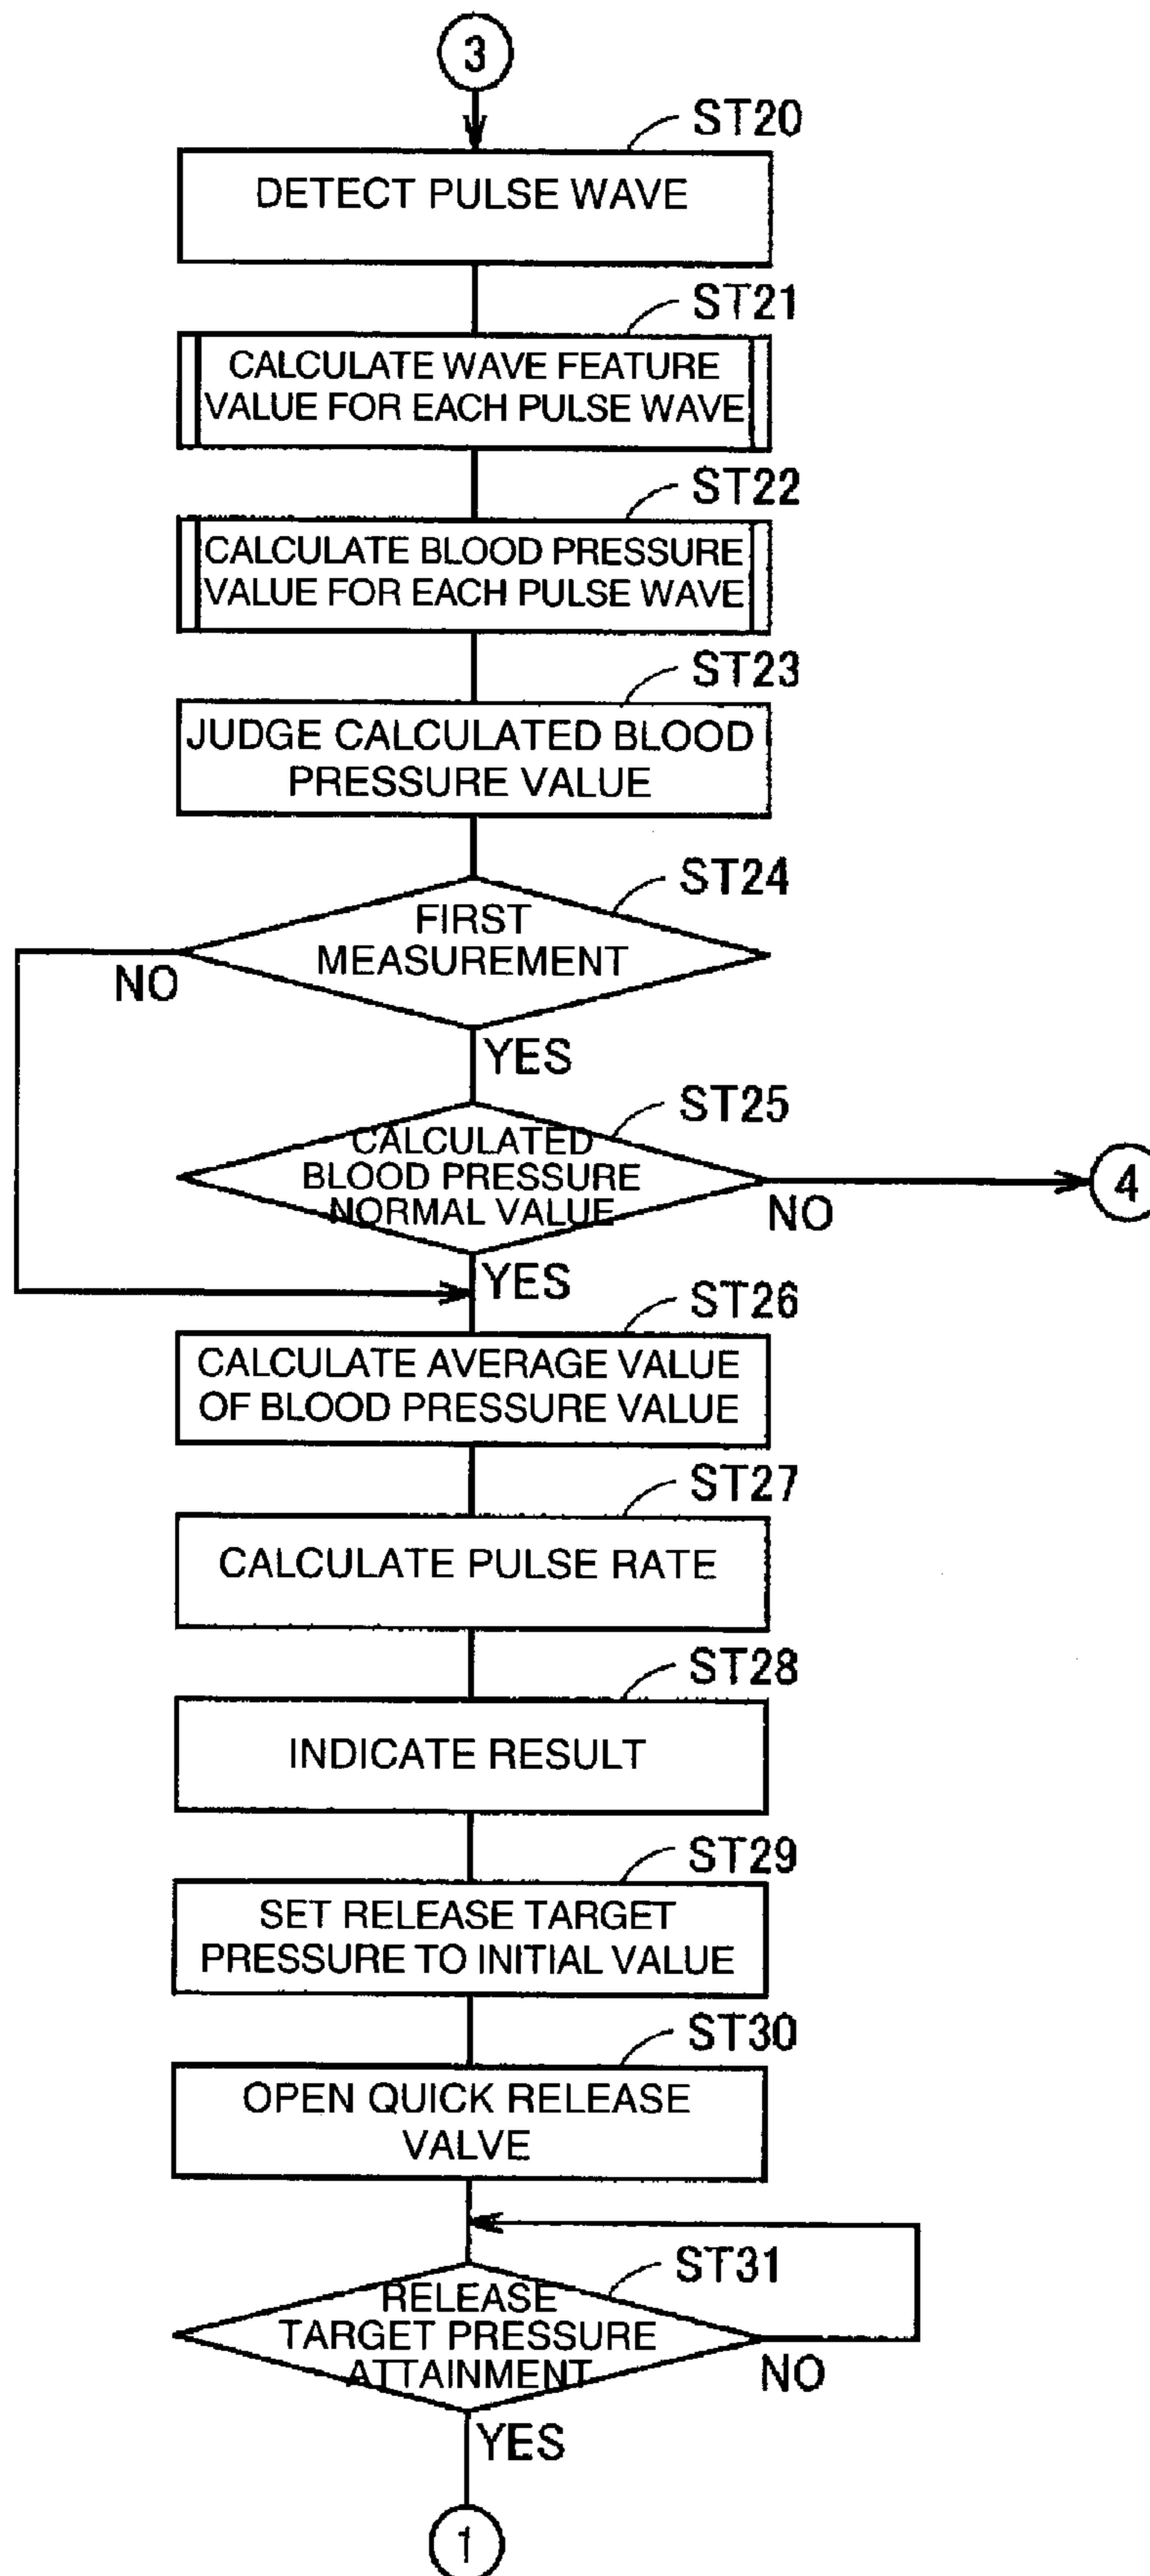 3
ST20
DETECT PULSE WAVE
ST21
CALCULATE WAVE FEATURE
VALUE FOR EACH PULSE WAVE
ST22
CALCULATE BLOOD PRESSURE
VALUE FOR EACH PULSE WAVE
ST23
JUDGE CALCULATED BLOOD
PRESSURE VALUE
ST24
FIRST
MEASUREMENT
NO
YES
ST25
CALCULATED
BLOOD PRESSURE
NORMAL VALUE
NO
4
YES
ST26
CALCULATE AVERAGE VALUE
OF BLOOD PRESSURE VALUE
ST27
CALCULATE PULSE RATE
ST28
INDICATE RESULT
ST29
SET RELEASE TARGET
PRESSURE TO INITIAL VALUE
ST30
OPEN QUICK RELEASE
VALVE
ST31
RELEASE
TARGET PRESSURE
ATTAINMENT
NO
YES
1